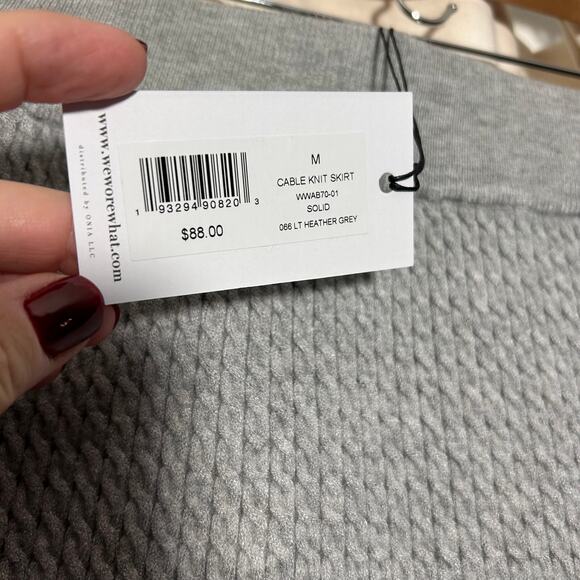 www.weworewhat.com
distributed by ONIA LLC
1 93294 90820 3
$88.00
M
CABLE KNIT SKIRT
WWAB70-01
SOLID
066 LT HEATHER GREY